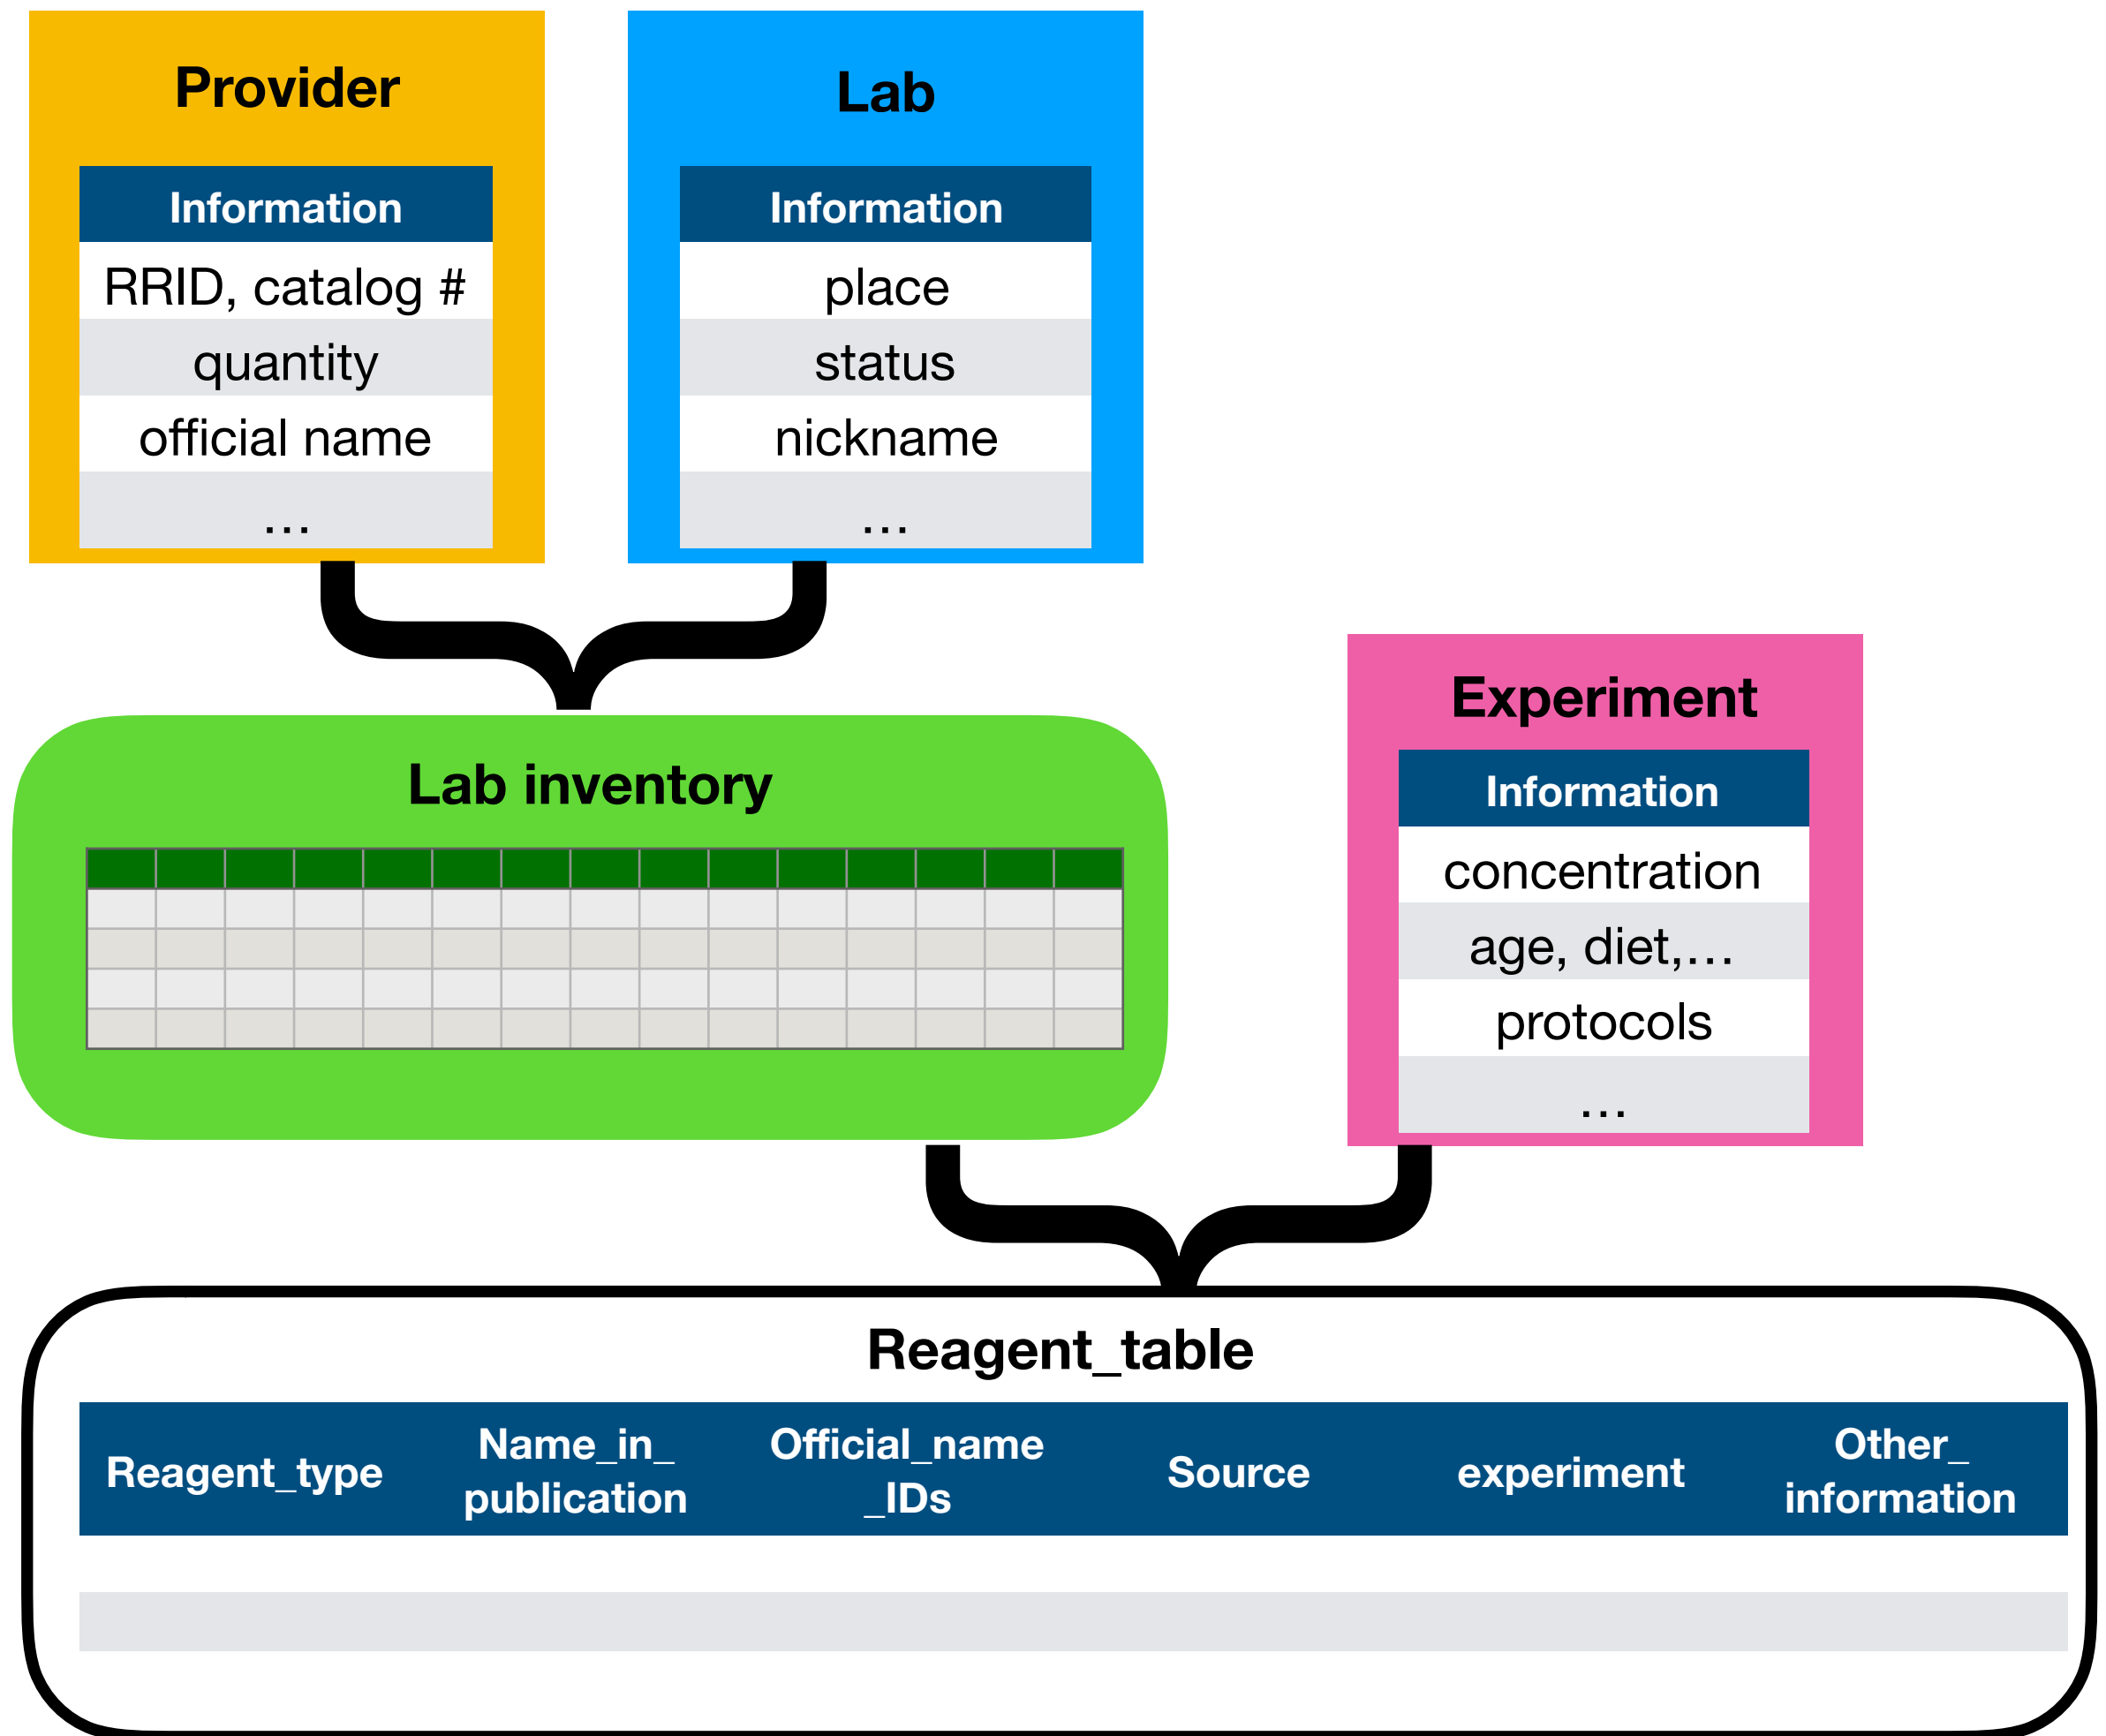 Provider
Information
RRID, catalog #
quantity
official name
…
Lab
Information
place
status
nickname
…
Lab inventory
Experiment
Information
concentration
age, diet,…
protocols
…
Reagent_table
Reagent_type
Name_in_
publication
Official_name
_IDs
Source
experiment
Other_
information